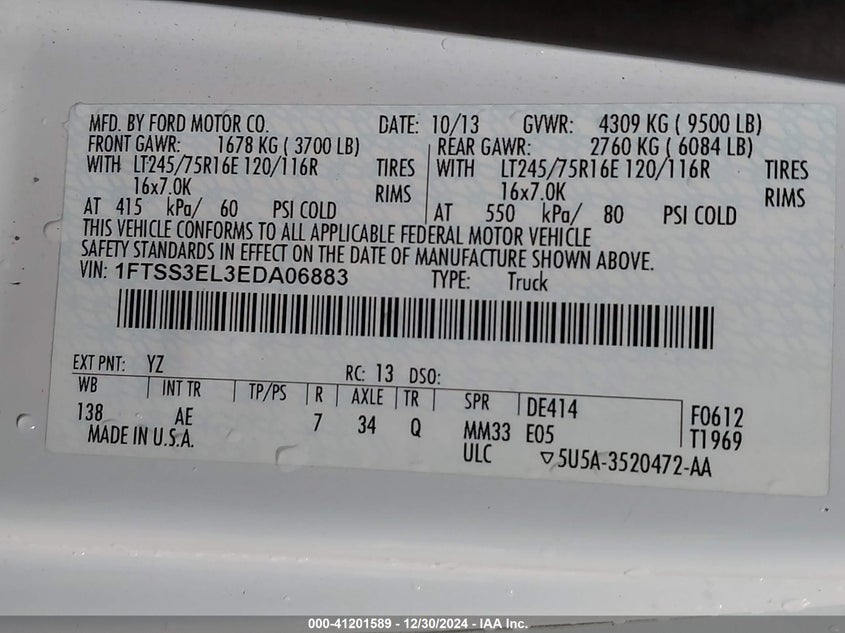 MFD. BY FORD MOTOR CO. DATE: 10/13 GVWR: 4309 KG ( 9500 LB)
FRONT GAWR: 1678 KG ( 3700 LB) REAR GAWR: 2760 KG ( 6084 LB)
WITH LT245/75R16E 120/116R TIRES WITH LT245/75R16E 120/116R TIRES
16x7.0K RIMS 16x7.0K RIMS
AT 415 kPa/ 60 PSI COLD AT 550 kPa/ 80 PSI COLD
THIS VEHICLE CONFORMS TO ALL APPLICABLE FEDERAL MOTOR VEHICLE
SAFETY STANDARDS IN EFFECT ON THE DATE OF MANUFACTURE SHOWN ABOVE.
VIN: 1FTSS3EL3EDA06883 TYPE: Truck
EXT PNT: YZ RC: 13 DSO:
WB INT TR TP/PS R AXLE TR SPR DE414 F0612
138 AE 7 34 Q MM33 E05 T1969
MADE IN U.S.A. ULC ▽5U5A-3520472-AA
000-41201589 - 12/30/2024 - IAA Inc.